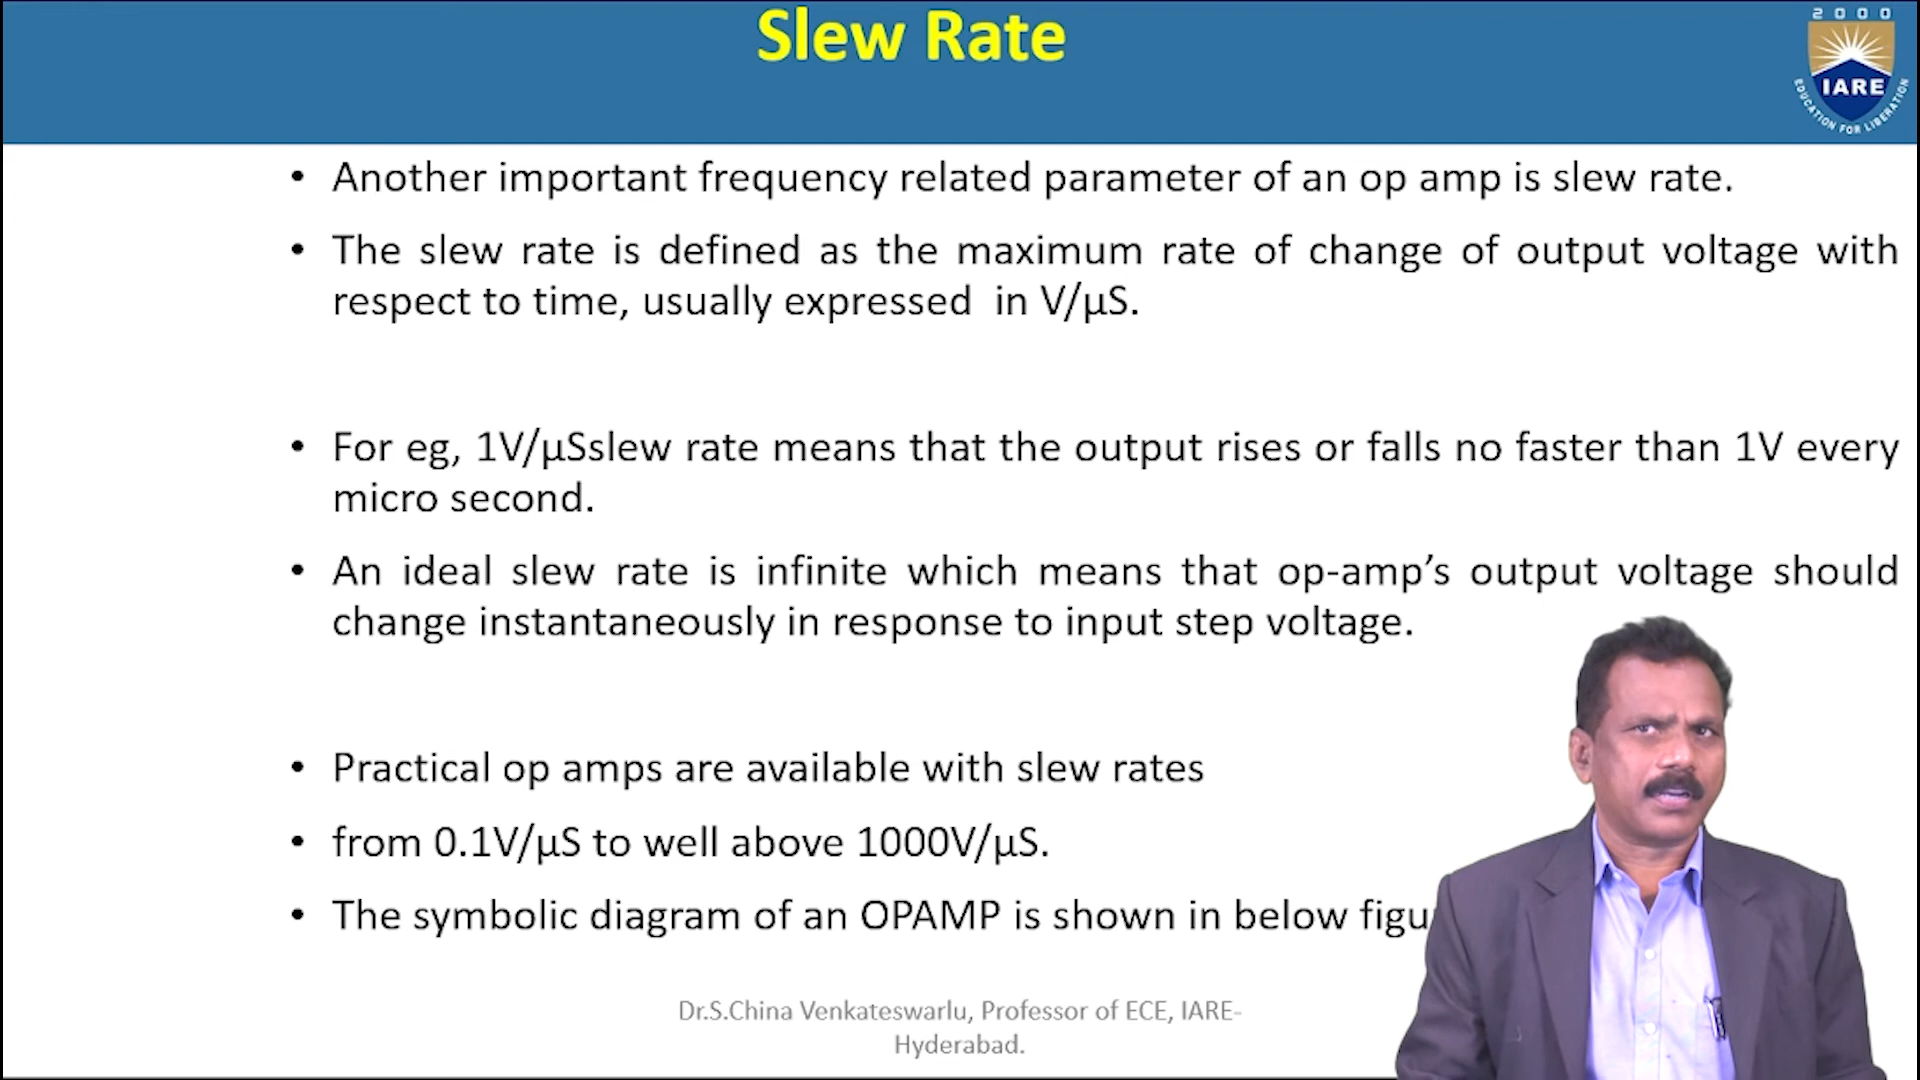 Slew Rate
2000
IARE
EDUCATION FOR LIBERATION
• Another important frequency related parameter of an op amp is slew rate.
• The slew rate is defined as the maximum rate of change of output voltage with
respect to time, usually expressed in V/µS.
• For eg, 1V/µSslew rate means that the output rises or falls no faster than 1V every
micro second.
• An ideal slew rate is infinite which means that op-amp’s output voltage should
change instantaneously in response to input step voltage.
• Practical op amps are available with slew rates
• from 0.1V/µS to well above 1000V/µS.
• The symbolic diagram of an OPAMP is shown in below figu
Dr.S.China Venkateswarlu, Professor of ECE, IARE-
Hyderabad.